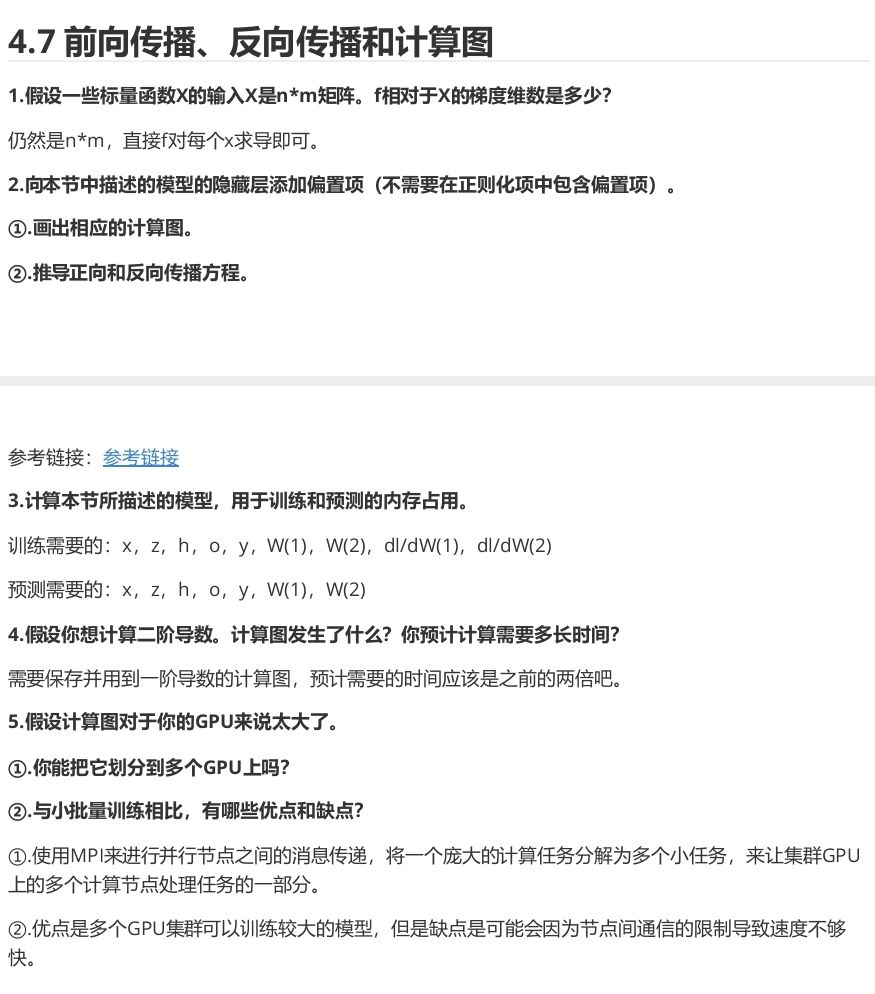 4.7 前向传播、反向传播和计算图
1.假设一些标量函数X的输入X是n*m矩阵。f相对于X的梯度维数是多少？
仍然是n*m，直接f对每个x求导即可。
2.向本节中描述的模型的隐藏层添加偏置项（不需要在正则化项中包含偏置项）。
①.画出相应的计算图。
②.推导正向和反向传播方程。
参考链接：参考链接
3.计算本节所描述的模型，用于训练和预测的内存占用。
训练需要的：x，z，h，o，y，W(1)，W(2)，dl/dW(1)，dl/dW(2)
预测需要的：x，z，h，o，y，W(1)，W(2)
4.假设你想计算二阶导数。计算图发生了什么？你预计计算需要多长时间？
需要保存并用到一阶导数的计算图，预计需要的时间应该是之前的两倍吧。
5.假设计算图对于你的GPU来说太大了。
①.你能把它划分到多个GPU上吗？
②.与小批量训练相比，有哪些优点和缺点？
①.使用MPI来进行并行节点之间的消息传递，将一个庞大的计算任务分解为多个小任务，来让集群GPU
上的多个计算节点处理任务的一部分。
②.优点是多个GPU集群可以训练较大的模型，但是缺点是可能会因为节点间通信的限制导致速度不够
快。